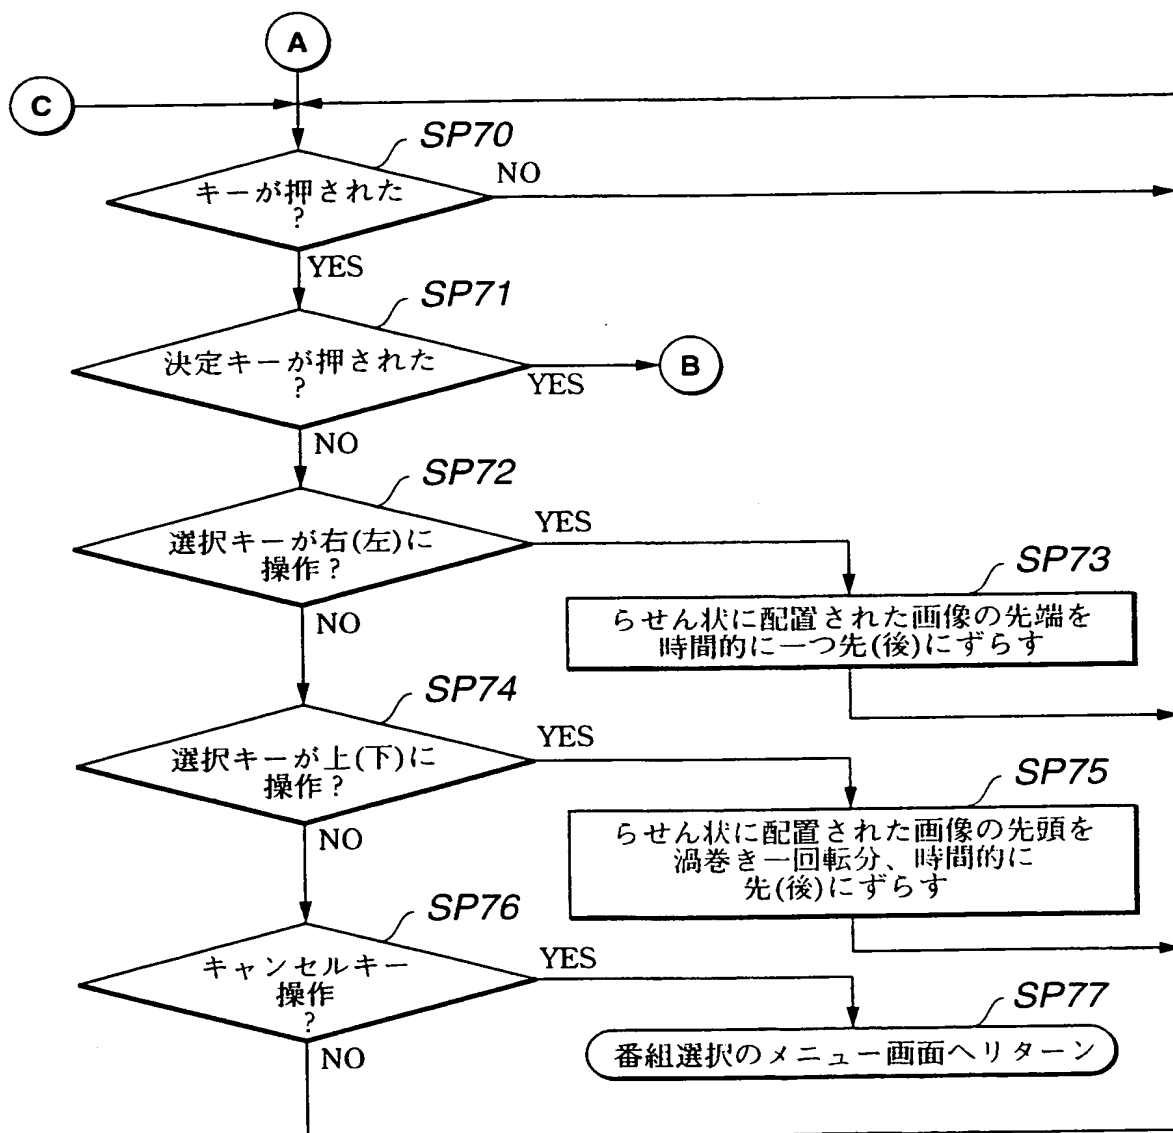 A
C
SP70
キーが押された
?
NO
YES
SP71
決定キーが押された
?
YES
B
NO
SP72
選択キーが右(左)に
操作?
YES
NO
SP73
らせん状に配置された画像の先端を
時間的に一つ先(後)にずらす
SP74
選択キーが上(下)に
操作?
YES
NO
SP75
らせん状に配置された画像の先頭を
渦巻き一回転分、時間的に
先(後)にずらす
SP76
キャンセルキー
操作
?
YES
NO
SP77
番組選択のメニュー画面へリターン